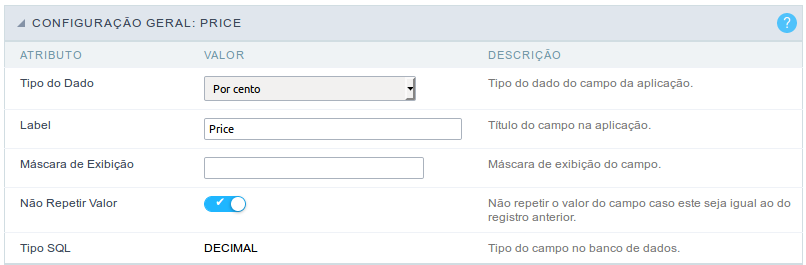 CONFIGURAÇÃO GERAL: PRICE
?
ATRIBUTO VALOR DESCRIÇÃO
Tipo do Dado Por cento Tipo do dado do campo da aplicação.
Label Price Título do campo na aplicação.
Máscara de Exibição Máscara de exibição do campo.
Não Repetir Valor Não repetir o valor do campo caso este seja igual ao do
registro anterior.
Tipo SQL DECIMAL Tipo do campo no banco de dados.